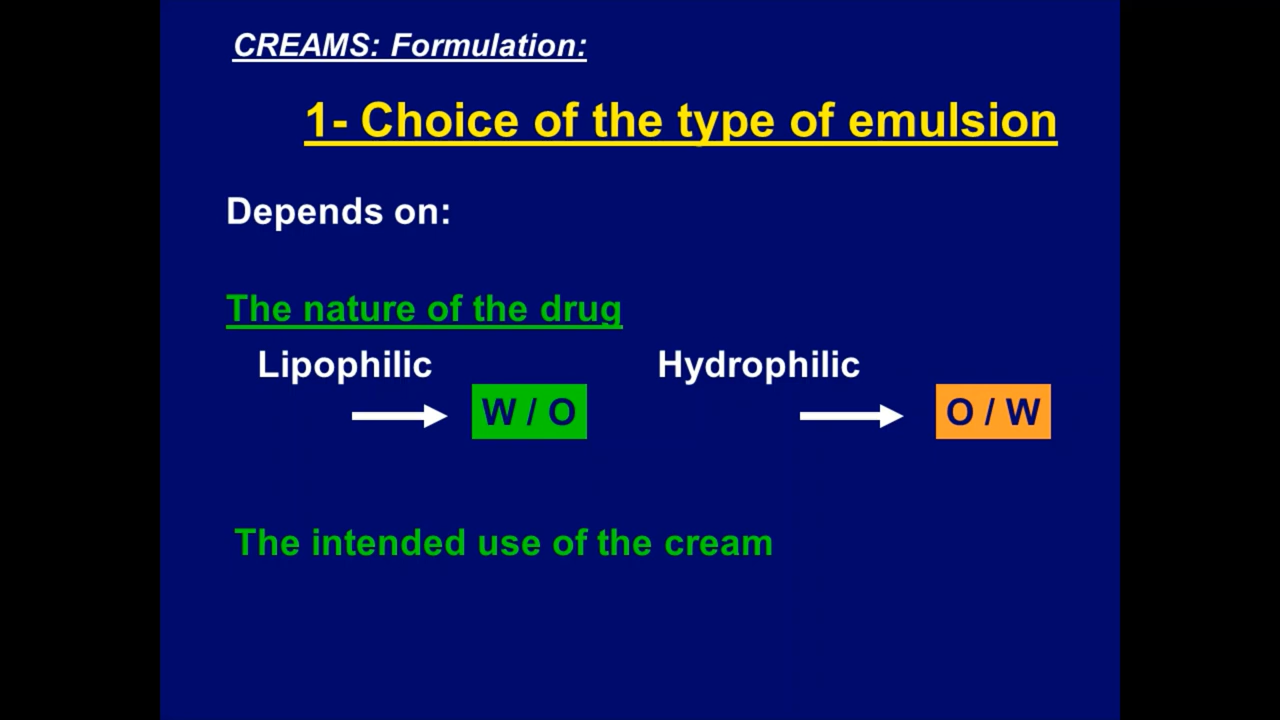 CREAMS: Formulation:
1- Choice of the type of emulsion
Depends on:
The nature of the drug
Lipophilic Hydrophilic
W / O O / W
The intended use of the cream